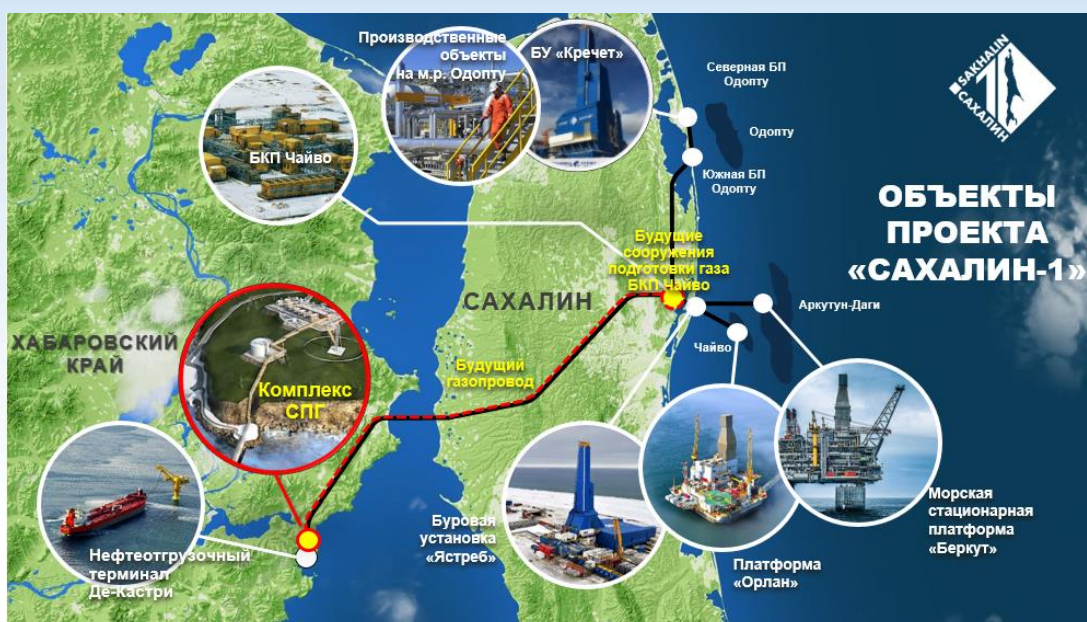 Производственные
объекты
на м.р. Одопту
БУ «Кречет»
Северная БП
Одопту
SAKHALIN
1
САХАЛИН
БКП Чайво
Одопту
Южная БП
Одопту
ОБЪЕКТЫ
ПРОЕКТА
«САХАЛИН-1»
Будущие
сооружения
подготовки газа
БКП Чайво
САХАЛИН
Аркутун-Даги
Чайво
ХАБАРОВСКИЙ
КРАЙ
Будущий
газопровод
Комплекс
СПГ
Буровая
установка
«Ястреб»
Морская
стационарная
платформа
«Беркут»
Нефтеотгрузочный
терминал
Де-Кастри
Платформа
«Орлан»